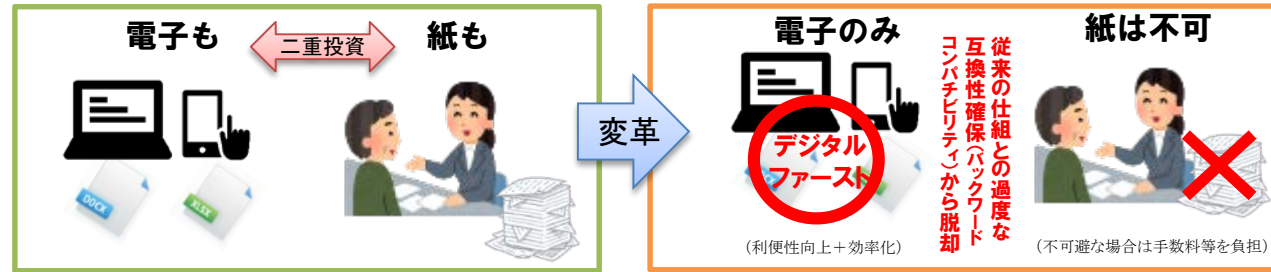 電子も
二重投資
紙も
DOCX
XLSX
変革
電子のみ
デジタル
ファースト
（利便性向上＋効率化）
従来の仕組との過度な
互換性確保（バックワード
コンパチビリティ）から脱却
紙は不可
（不可避な場合は手数料等を負担）